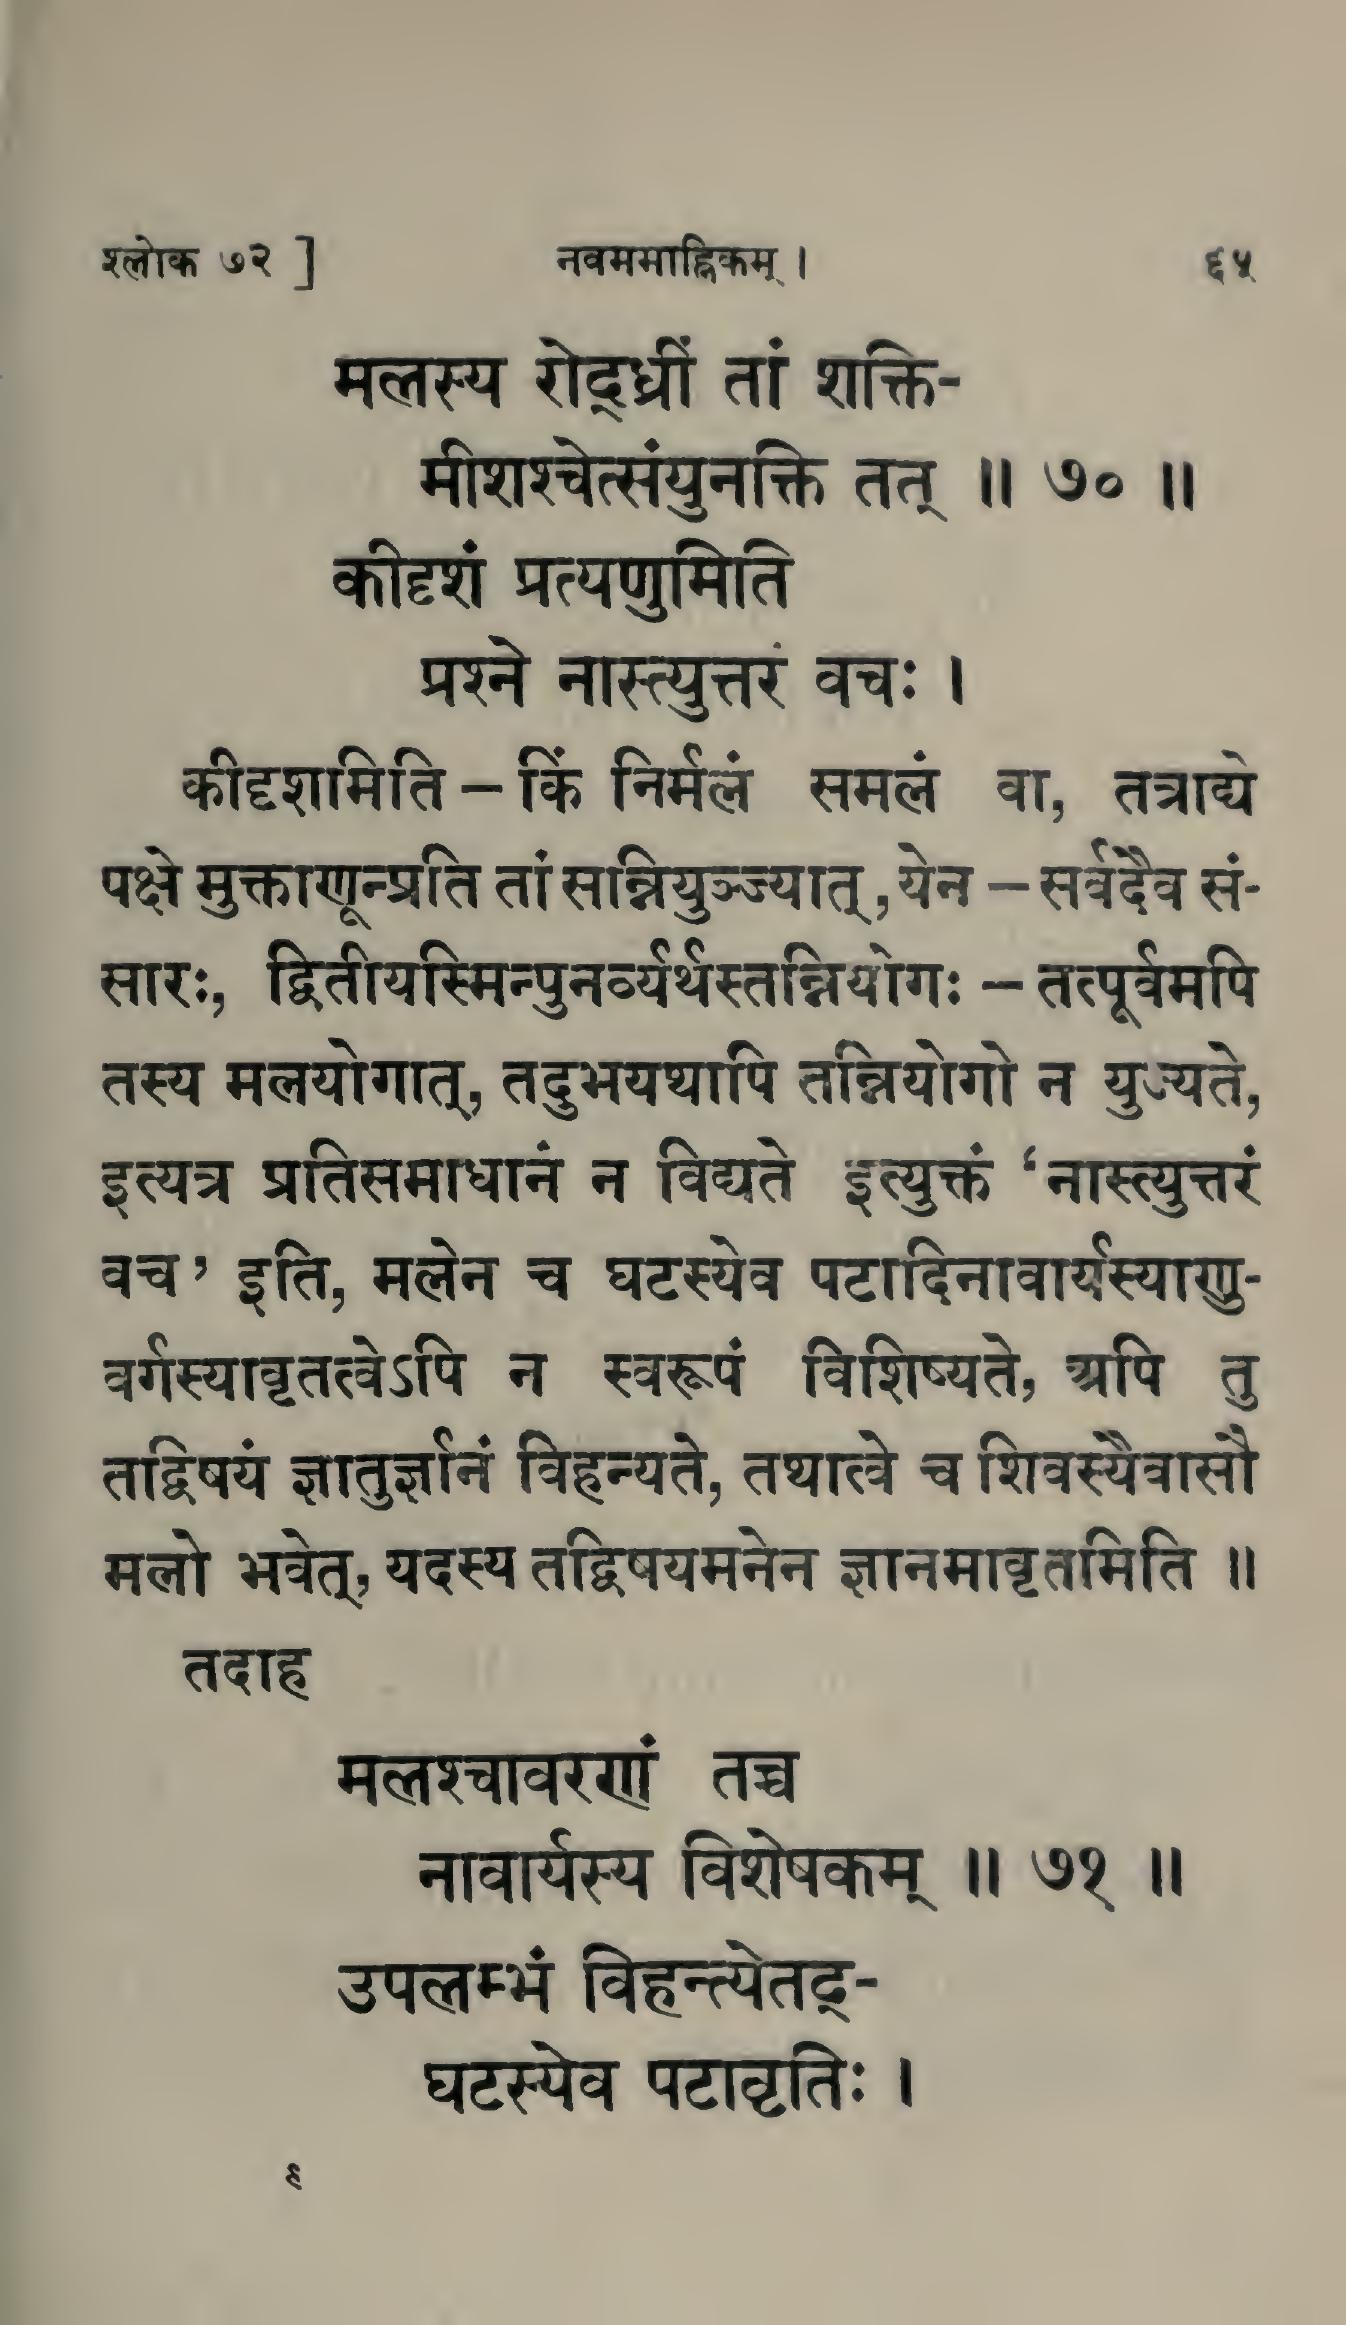 श्लोक ७२ ] नवममाह्निकम् । ६५
मलस्य रोद्ध्रीं तां शक्ति-
मीशश्चेत्संयुनक्ति तत् ॥ ७० ॥
कीदृशं प्रत्यणुमिति
प्रश्ने नास्त्युत्तरं वचः ।
कीदृशमिति – किं निर्मलं समलं वा, तत्राद्ये
पक्षे मुक्ताणून्प्रति तां सन्नियुञ्ज्यात्, येन – सर्वदैव सं-
सारः, द्वितीयस्मिन्पुनर्व्यर्थस्तन्नियोगः – तत्पूर्वमपि
तस्य मलयोगात्, तदुभयथापि तन्नियोगो न युज्यते,
इत्यत्र प्रतिसमाधानं न विद्यते इत्युक्तं ‘नास्त्युत्तरं
वच’ इति, मलेन च घटस्येव पटादिनावार्यस्याणु-
वर्गस्यावृतत्वेऽपि न स्वरूपं विशिष्यते, अपि तु
तद्विषयं ज्ञातुर्ज्ञानं विहन्यते, तथात्वे च शिवस्यैवासौ
मलो भवेत्, यदस्य तद्विषयमनेन ज्ञानमावृतमिति ॥
तदाह
मलश्चावरणं तच्च
नावार्यस्य विशेषकम् ॥ ७१ ॥
उपलम्भं विहन्त्येतद्-
घटस्येव पटावृतिः ।
९